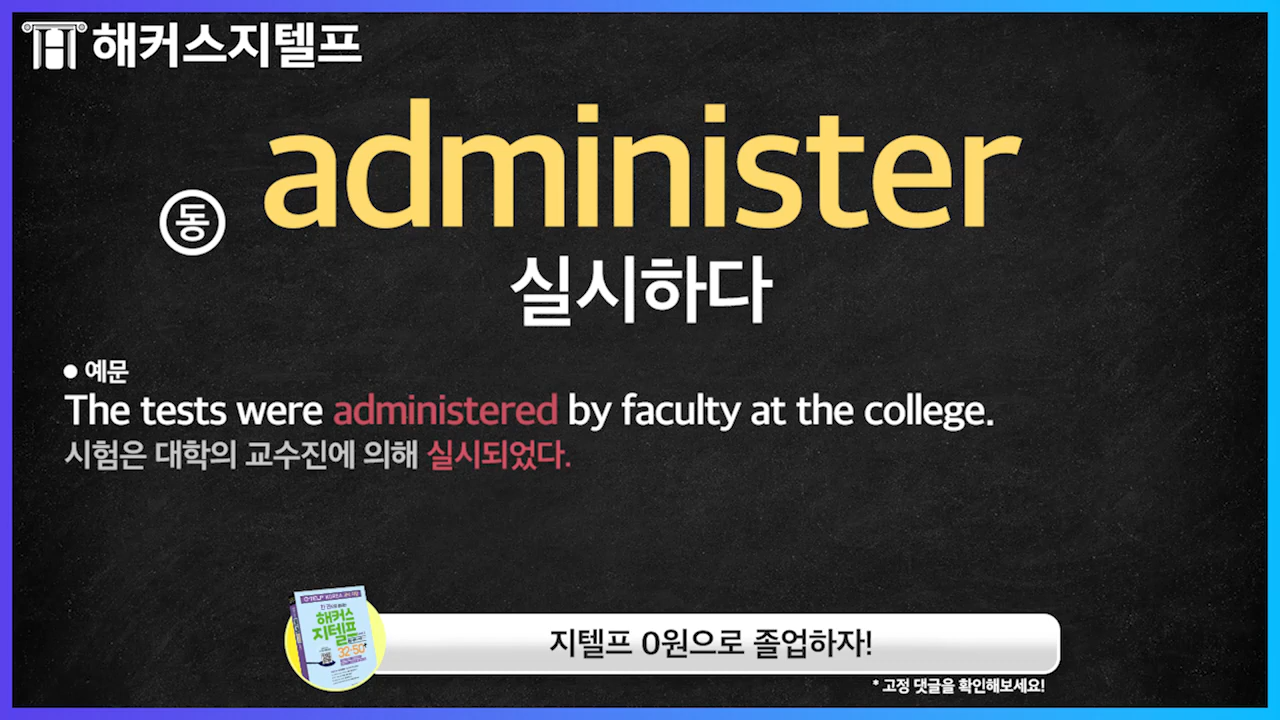 해커스지텔프
administer
동
실시하다
● 예문
The tests were administered by faculty at the college.
시험은 대학의 교수진에 의해 실시되었다.
해커스
지텔프
32-50
지텔프 0원으로 졸업하자!
* 고정 댓글을 확인해보세요!